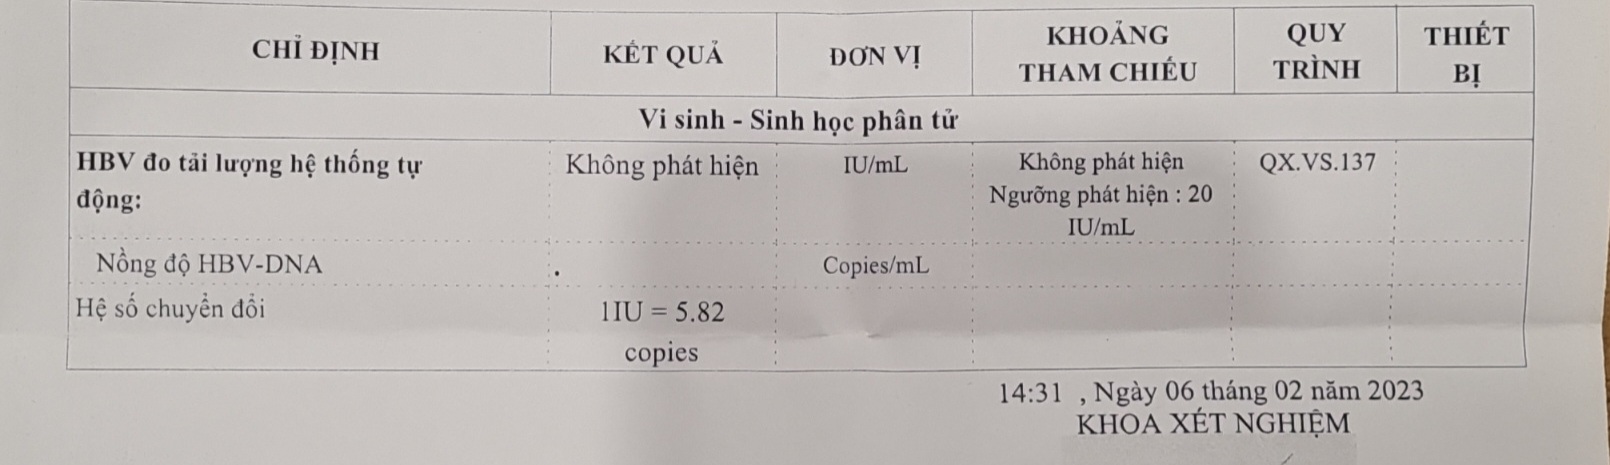 CHỈ ĐỊNH
KẾT QUẢ
ĐƠN VỊ
KHOẢNG
THAM CHIẾU
QUY
TRÌNH
THIẾT
BỊ
Vi sinh - Sinh học phân tử
HBV đo tải lượng hệ thống tự
động:
Không phát hiện
IU/mL
Không phát hiện
Ngưỡng phát hiện : 20
IU/mL
QX.VS.137
Nồng độ HBV-DNA
.
Copies/mL
Hệ số chuyển đổi
1IU = 5.82
copies
14:31 , Ngày 06 tháng 02 năm 2023
KHOA XÉT NGHIỆM